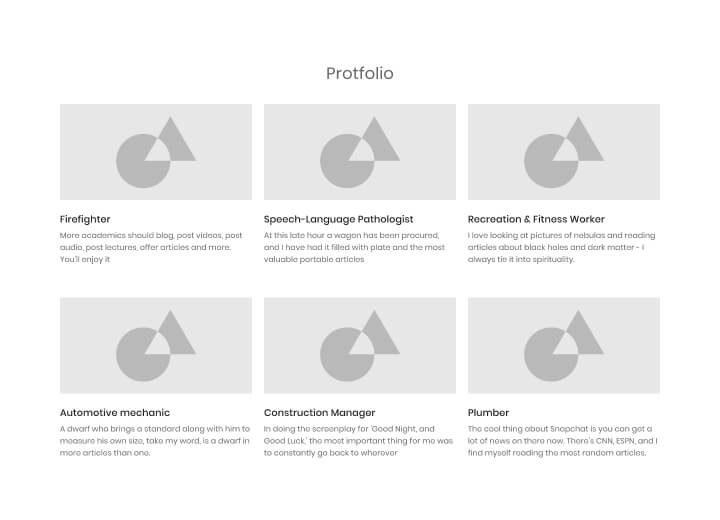 Protfolio
Firefighter
More academics should blog, post videos, post
audio, post lectures, offer articles and more.
You'll enjoy it
Speech-Language Pathologist
At this late hour a wagon has been procured,
and I have had it filled with plate and the most
valuable portable articles
Recreation & Fitness Worker
I love looking at pictures of nebulas and reading
articles about black holes and dark matter - I
always tie it into spirituality.
Automotive mechanic
A dwarf who brings a standard along with him to
measure his own size, take my word, is a dwarf in
more articles than one.
Construction Manager
In doing the screenplay for 'Good Night, and
Good Luck,' the most important thing for me was
to constantly go back to wherever
Plumber
The cool thing about Snapchat is you can get a
lot of news on there now. There's CNN, ESPN, and I
find myself reading the most random articles.